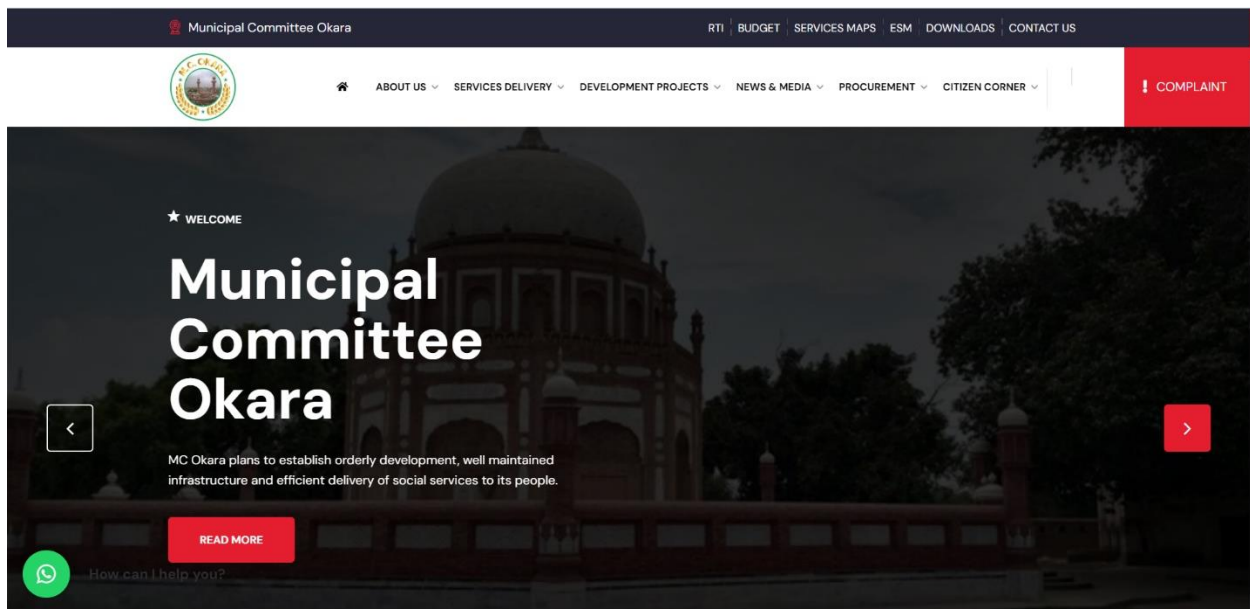 Municipal Committee Okara
RTI BUDGET SERVICES MAPS ESM DOWNLOADS CONTACT US
M.C. OKARA
ABOUT US SERVICES DELIVERY DEVELOPMENT PROJECTS NEWS & MEDIA PROCUREMENT CITIZEN CORNER
! COMPLAINT
WELCOME
Municipal
Committee
Okara
MC Okara plans to establish orderly development, well maintained
infrastructure and efficient delivery of social services to its people.
READ MORE
How can I help you?